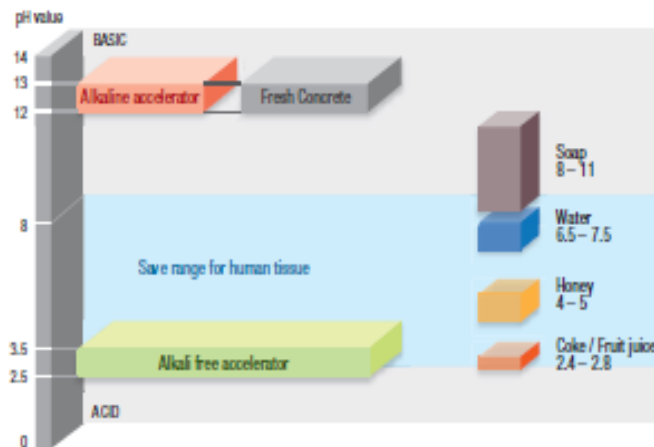 pH value
BASIC
14
13
12
8
3.5
2.5
0
Alkaline accelerator
Fresh Concrete
Soap
8 – 11
Water
6.5 – 7.5
Save range for human tissue
Honey
4 – 5
Coke / Fruit juice
2.4 – 2.8
Alkali free accelerator
ACID